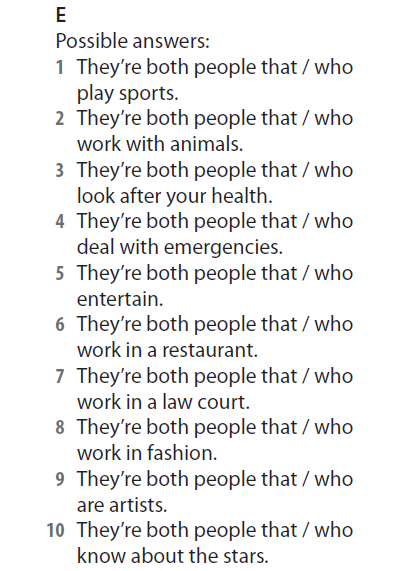 E
Possible answers:
1 They're both people that / who
play sports.
2 They're both people that / who
work with animals.
3 They're both people that / who
look after your health.
4 They're both people that / who
deal with emergencies.
5 They're both people that / who
entertain.
6 They're both people that / who
work in a restaurant.
7 They're both people that / who
work in a law court.
8 They're both people that / who
work in fashion.
9 They're both people that / who
are artists.
10 They're both people that / who
know about the stars.